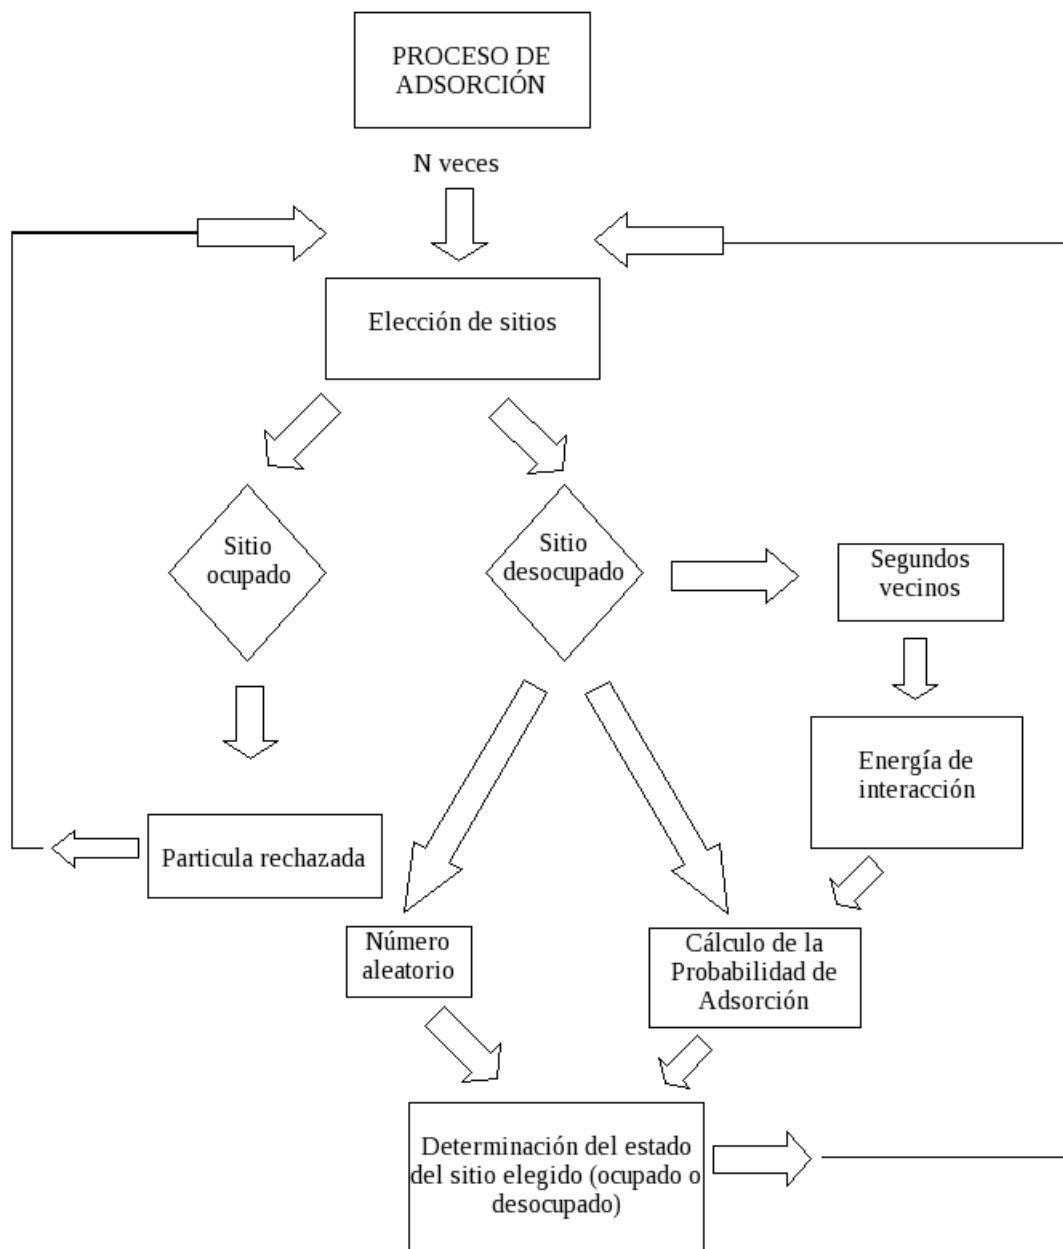 PROCESO DE
ADSORCIÓN
N veces
Elección de sitios
Sitio
ocupado
Sitio
desocupado
Segundos
vecinos
Energía de
interacción
Particula rechazada
Número
aleatorio
Cálculo de la
Probabilidad de
Adsorción
Determinación del estado
del sitio elegido (ocupado o
desocupado)